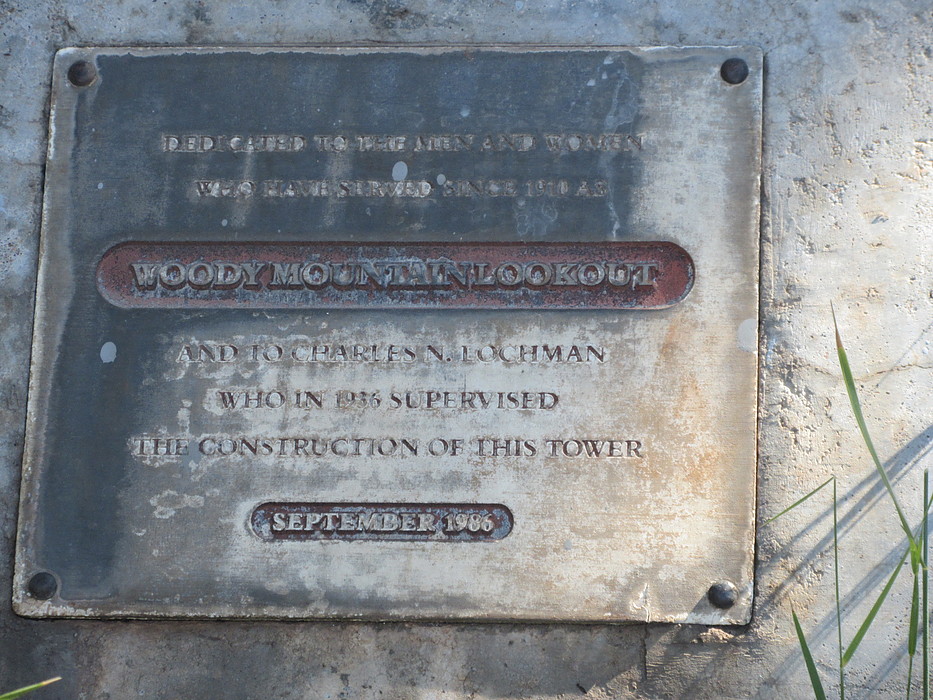 DEDICATED TO THE MEN AND WOMEN
WHO HAVE SERVED SINCE 1910 AS
WOODY MOUNTAIN LOOKOUT
AND TO CHARLES N. LOCHMAN
WHO IN 1936 SUPERVISED
THE CONSTRUCTION OF THIS TOWER
SEPTEMBER 1986